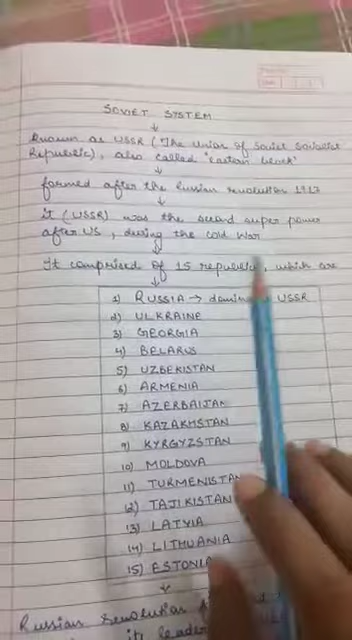 SOVIET SYSTEM
Known as USSR (The Union of Soviet Socialist
Republic), also called "eastern block"
formed after the Russian revolution 1917
it (USSR) was the second super power
after US, during the cold war
It comprised of 15 republics, which are
1) RUSSIA → USSR
2) UKRAINE
3) GEORGIA
4) BELARUS
5) UZBEKISTAN
6) ARMENIA
7) AZERBAIJAN
8) KAZAKHSTAN
9) KYRGYZSTAN
10) MOLDOVA
11) TURMENISTAN
12) TAJIKISTAN
13) LATVIA
14) LITHUANIA
15) ESTONIA
Russian
its leader